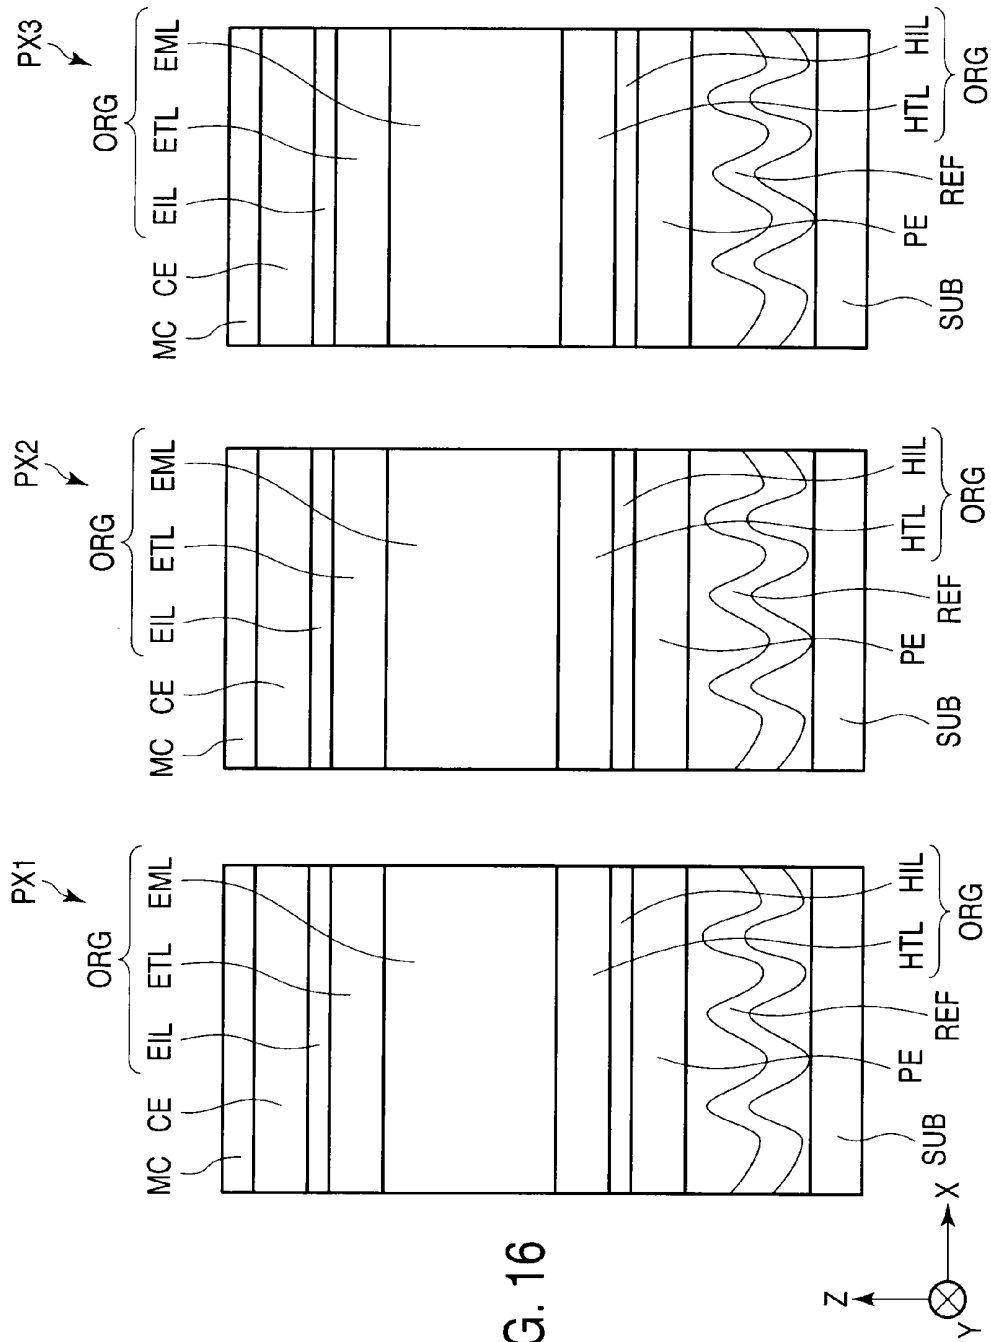 PX1
ORG
MC CE EIL ETL EML
SUB PE REF HTL HIL
ORG
PX2
ORG
MC CE EIL ETL EML
SUB PE REF HTL HIL
ORG
PX3
ORG
MC CE EIL ETL EML
SUB PE REF HTL HIL
ORG
Z
X
Y
G. 16